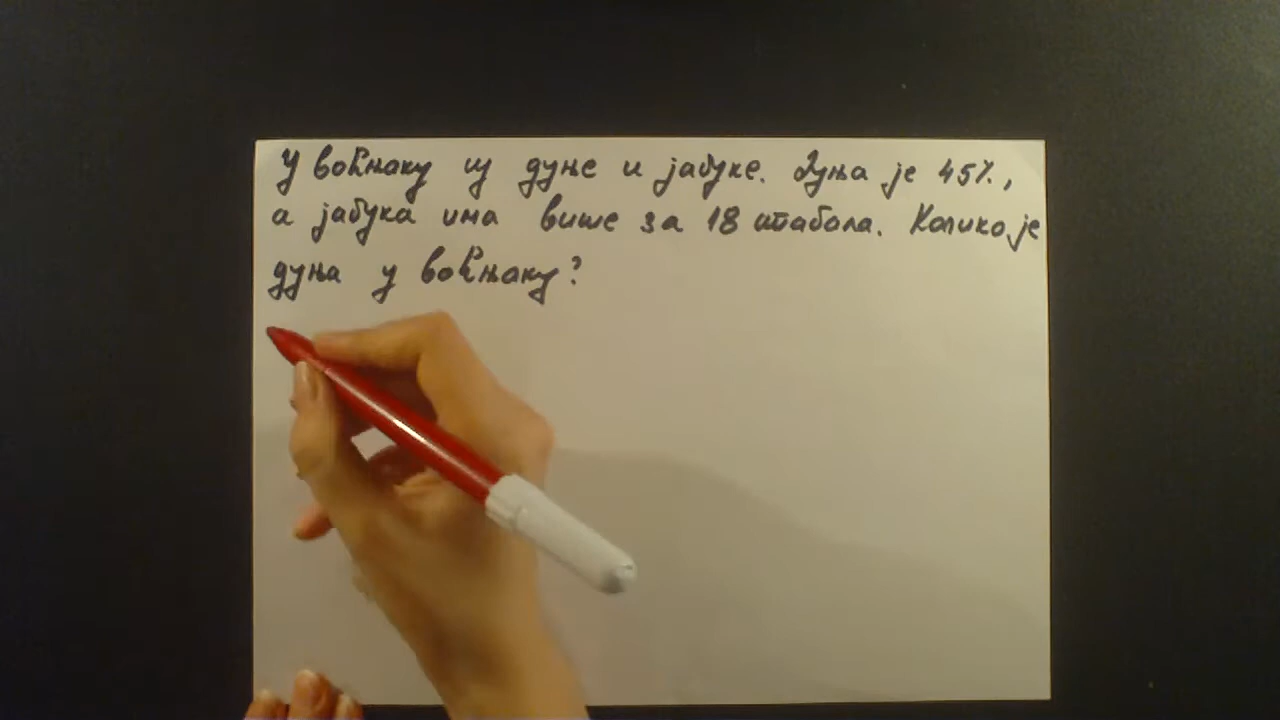 У воћњаку су дуње и јабуке. Дуња је 45%,
а јабука има више за 18 стабала. Колико је
дуња у воћњаку?